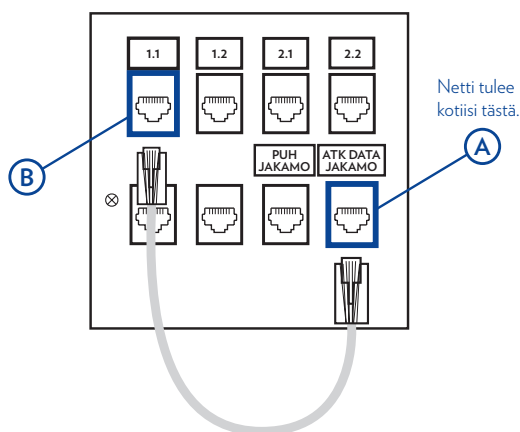 1.1 1.2 2.1 2.2
Netti tulee
kotiisi tästä.
A
PUH
JAKAMO
ATK DATA
JAKAMO
B